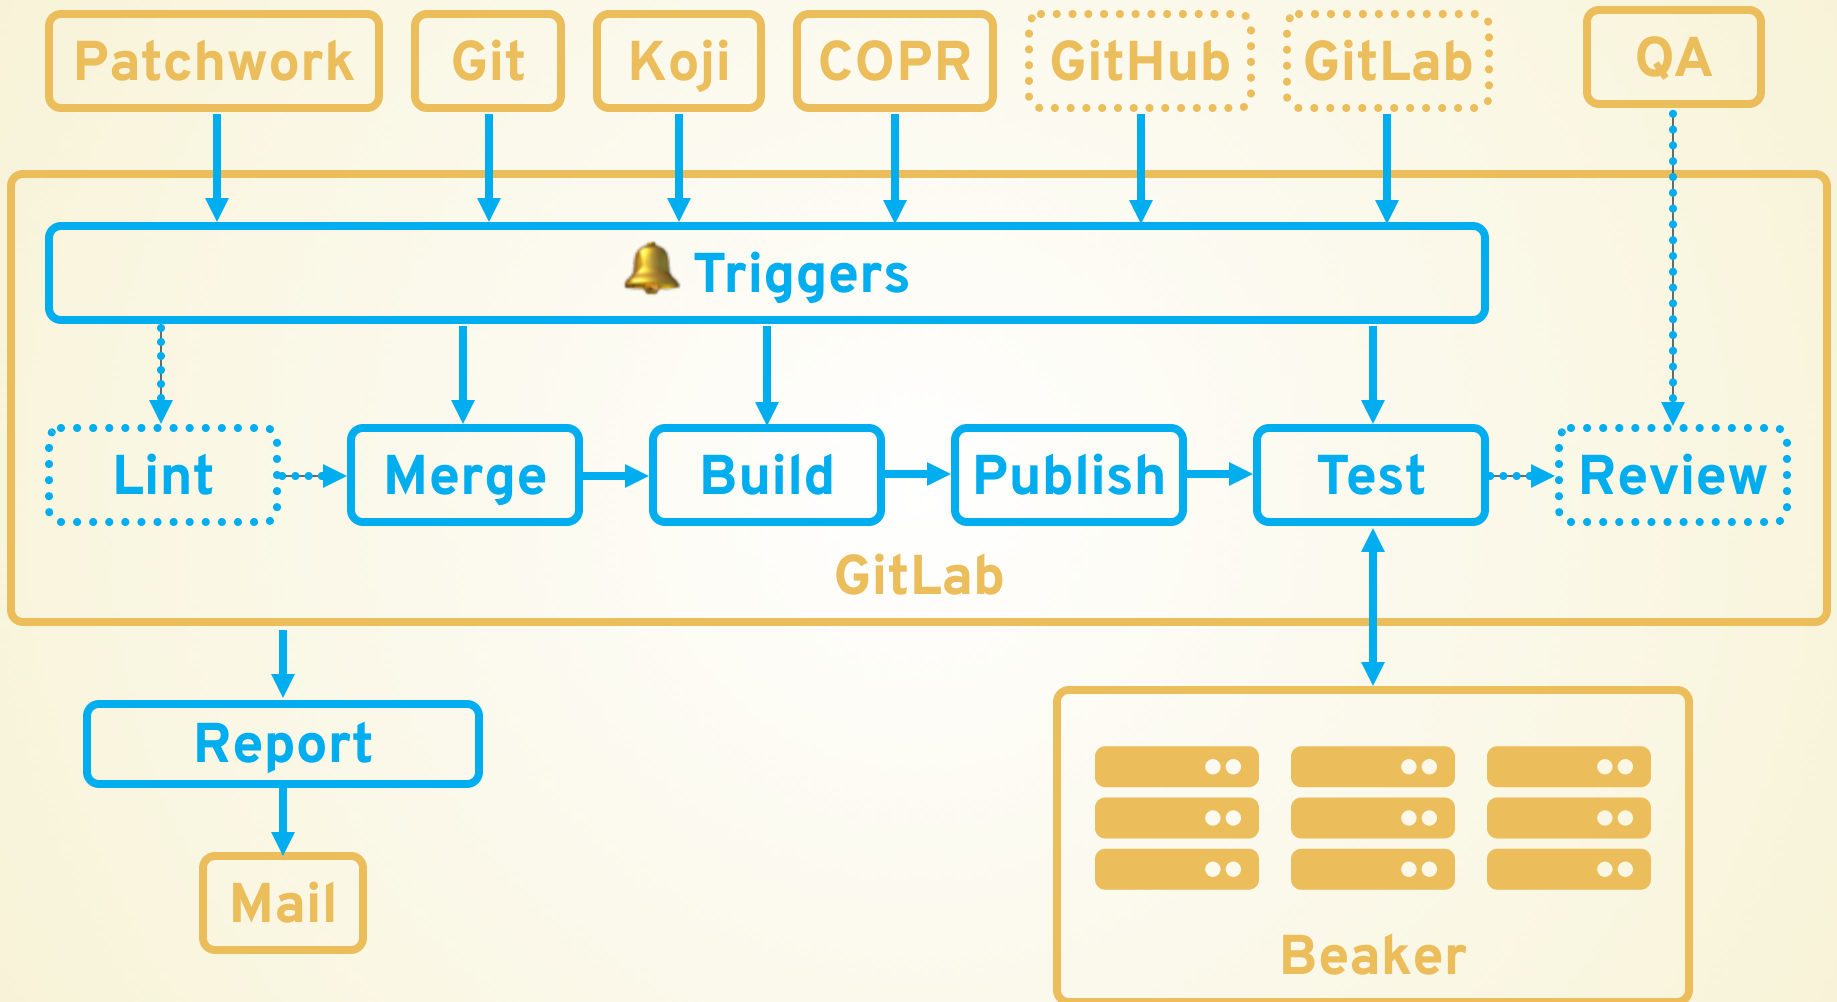 Patchwork
Git
Koji
COPR
GitHub
GitLab
QA
Triggers
Lint
Merge
Build
Publish
Test
Review
GitLab
Report
Mail
Beaker